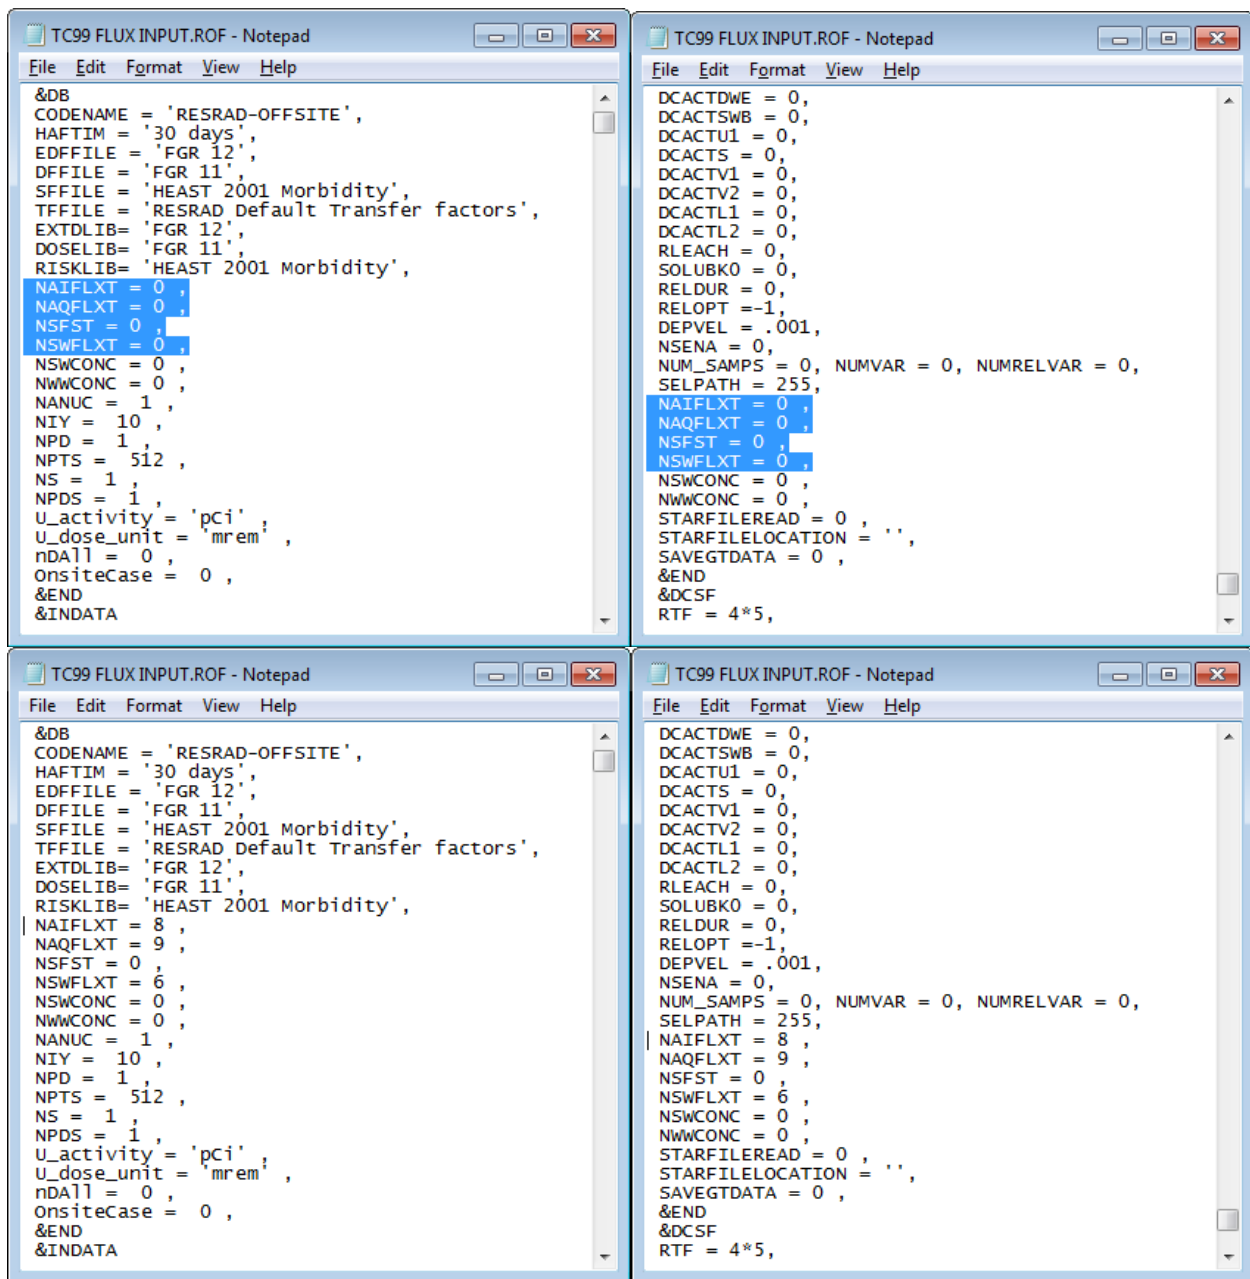 TC99 FLUX INPUT.ROF - Notepad
File Edit Format View Help
&DB
CODENAME = 'RESRAD-OFFSITE',
HAFTIM = '30 days',
EDFFILE = 'FGR 12',
DFFILE = 'FGR 11',
SFFILE = 'HEAST 2001 Morbidity',
TFFILE = 'RESRAD Default Transfer factors',
EXTDLIB= 'FGR 12',
DOSELIB= 'FGR 11',
RISKLIB= 'HEAST 2001 Morbidity',
NAIFLXT = 0 ,
NAQFLXT = 0 ,
NSFST = 0 ,
NSWFLXT = 0 ,
NSWCONC = 0 ,
NWWCONC = 0 ,
NANUC =  1 ,
NIY =  10 ,
NPD =  1 ,
NPTS =  512 ,
NS =  1 ,
NPDS =  1 ,
U_activity = 'pCi' ,
U_dose_unit = 'mrem' ,
nDAll =  0 ,
OnsiteCase =  0 ,
&END
&INDATA
TC99 FLUX INPUT.ROF - Notepad
File Edit Format View Help
DCACTDWE = 0,
DCACTSWB = 0,
DCACTU1 = 0,
DCACTS = 0,
DCACTV1 = 0,
DCACTV2 = 0,
DCACTL1 = 0,
DCACTL2 = 0,
RLEACH = 0,
SOLUBK0 = 0,
RELDUR = 0,
RELOPT =-1,
DEPVEL = .001,
NSENA = 0,
NUM_SAMPS = 0, NUMVAR = 0, NUMRELVAR = 0,
SELPATH = 255,
NAIFLXT = 0 ,
NAQFLXT = 0 ,
NSFST = 0 ,
NSWFLXT = 0 ,
NSWCONC = 0 ,
NWWCONC = 0 ,
STARFILEREAD = 0 ,
STARFILELOCATION = '',
SAVEGTDATA = 0 ,
&END
&DCSF
RTF = 4*5,
TC99 FLUX INPUT.ROF - Notepad
File Edit Format View Help
&DB
CODENAME = 'RESRAD-OFFSITE',
HAFTIM = '30 days',
EDFFILE = 'FGR 12',
DFFILE = 'FGR 11',
SFFILE = 'HEAST 2001 Morbidity',
TFFILE = 'RESRAD Default Transfer factors',
EXTDLIB= 'FGR 12',
DOSELIB= 'FGR 11',
RISKLIB= 'HEAST 2001 Morbidity',
NAIFLXT = 8 ,
NAQFLXT = 9 ,
NSFST = 0 ,
NSWFLXT = 6 ,
NSWCONC = 0 ,
NWWCONC = 0 ,
NANUC =  1 ,
NIY =  10 ,
NPD =  1 ,
NPTS =  512 ,
NS =  1 ,
NPDS =  1 ,
U_activity = 'pCi' ,
U_dose_unit = 'mrem' ,
nDAll =  0 ,
OnsiteCase =  0 ,
&END
&INDATA
TC99 FLUX INPUT.ROF - Notepad
File Edit Format View Help
DCACTDWE = 0,
DCACTSWB = 0,
DCACTU1 = 0,
DCACTS = 0,
DCACTV1 = 0,
DCACTV2 = 0,
DCACTL1 = 0,
DCACTL2 = 0,
RLEACH = 0,
SOLUBK0 = 0,
RELDUR = 0,
RELOPT =-1,
DEPVEL = .001,
NSENA = 0,
NUM_SAMPS = 0, NUMVAR = 0, NUMRELVAR = 0,
SELPATH = 255,
NAIFLXT = 8 ,
NAQFLXT = 9 ,
NSFST = 0 ,
NSWFLXT = 6 ,
NSWCONC = 0 ,
NWWCONC = 0 ,
STARFILEREAD = 0 ,
STARFILELOCATION = '',
SAVEGTDATA = 0 ,
&END
&DCSF
RTF = 4*5,